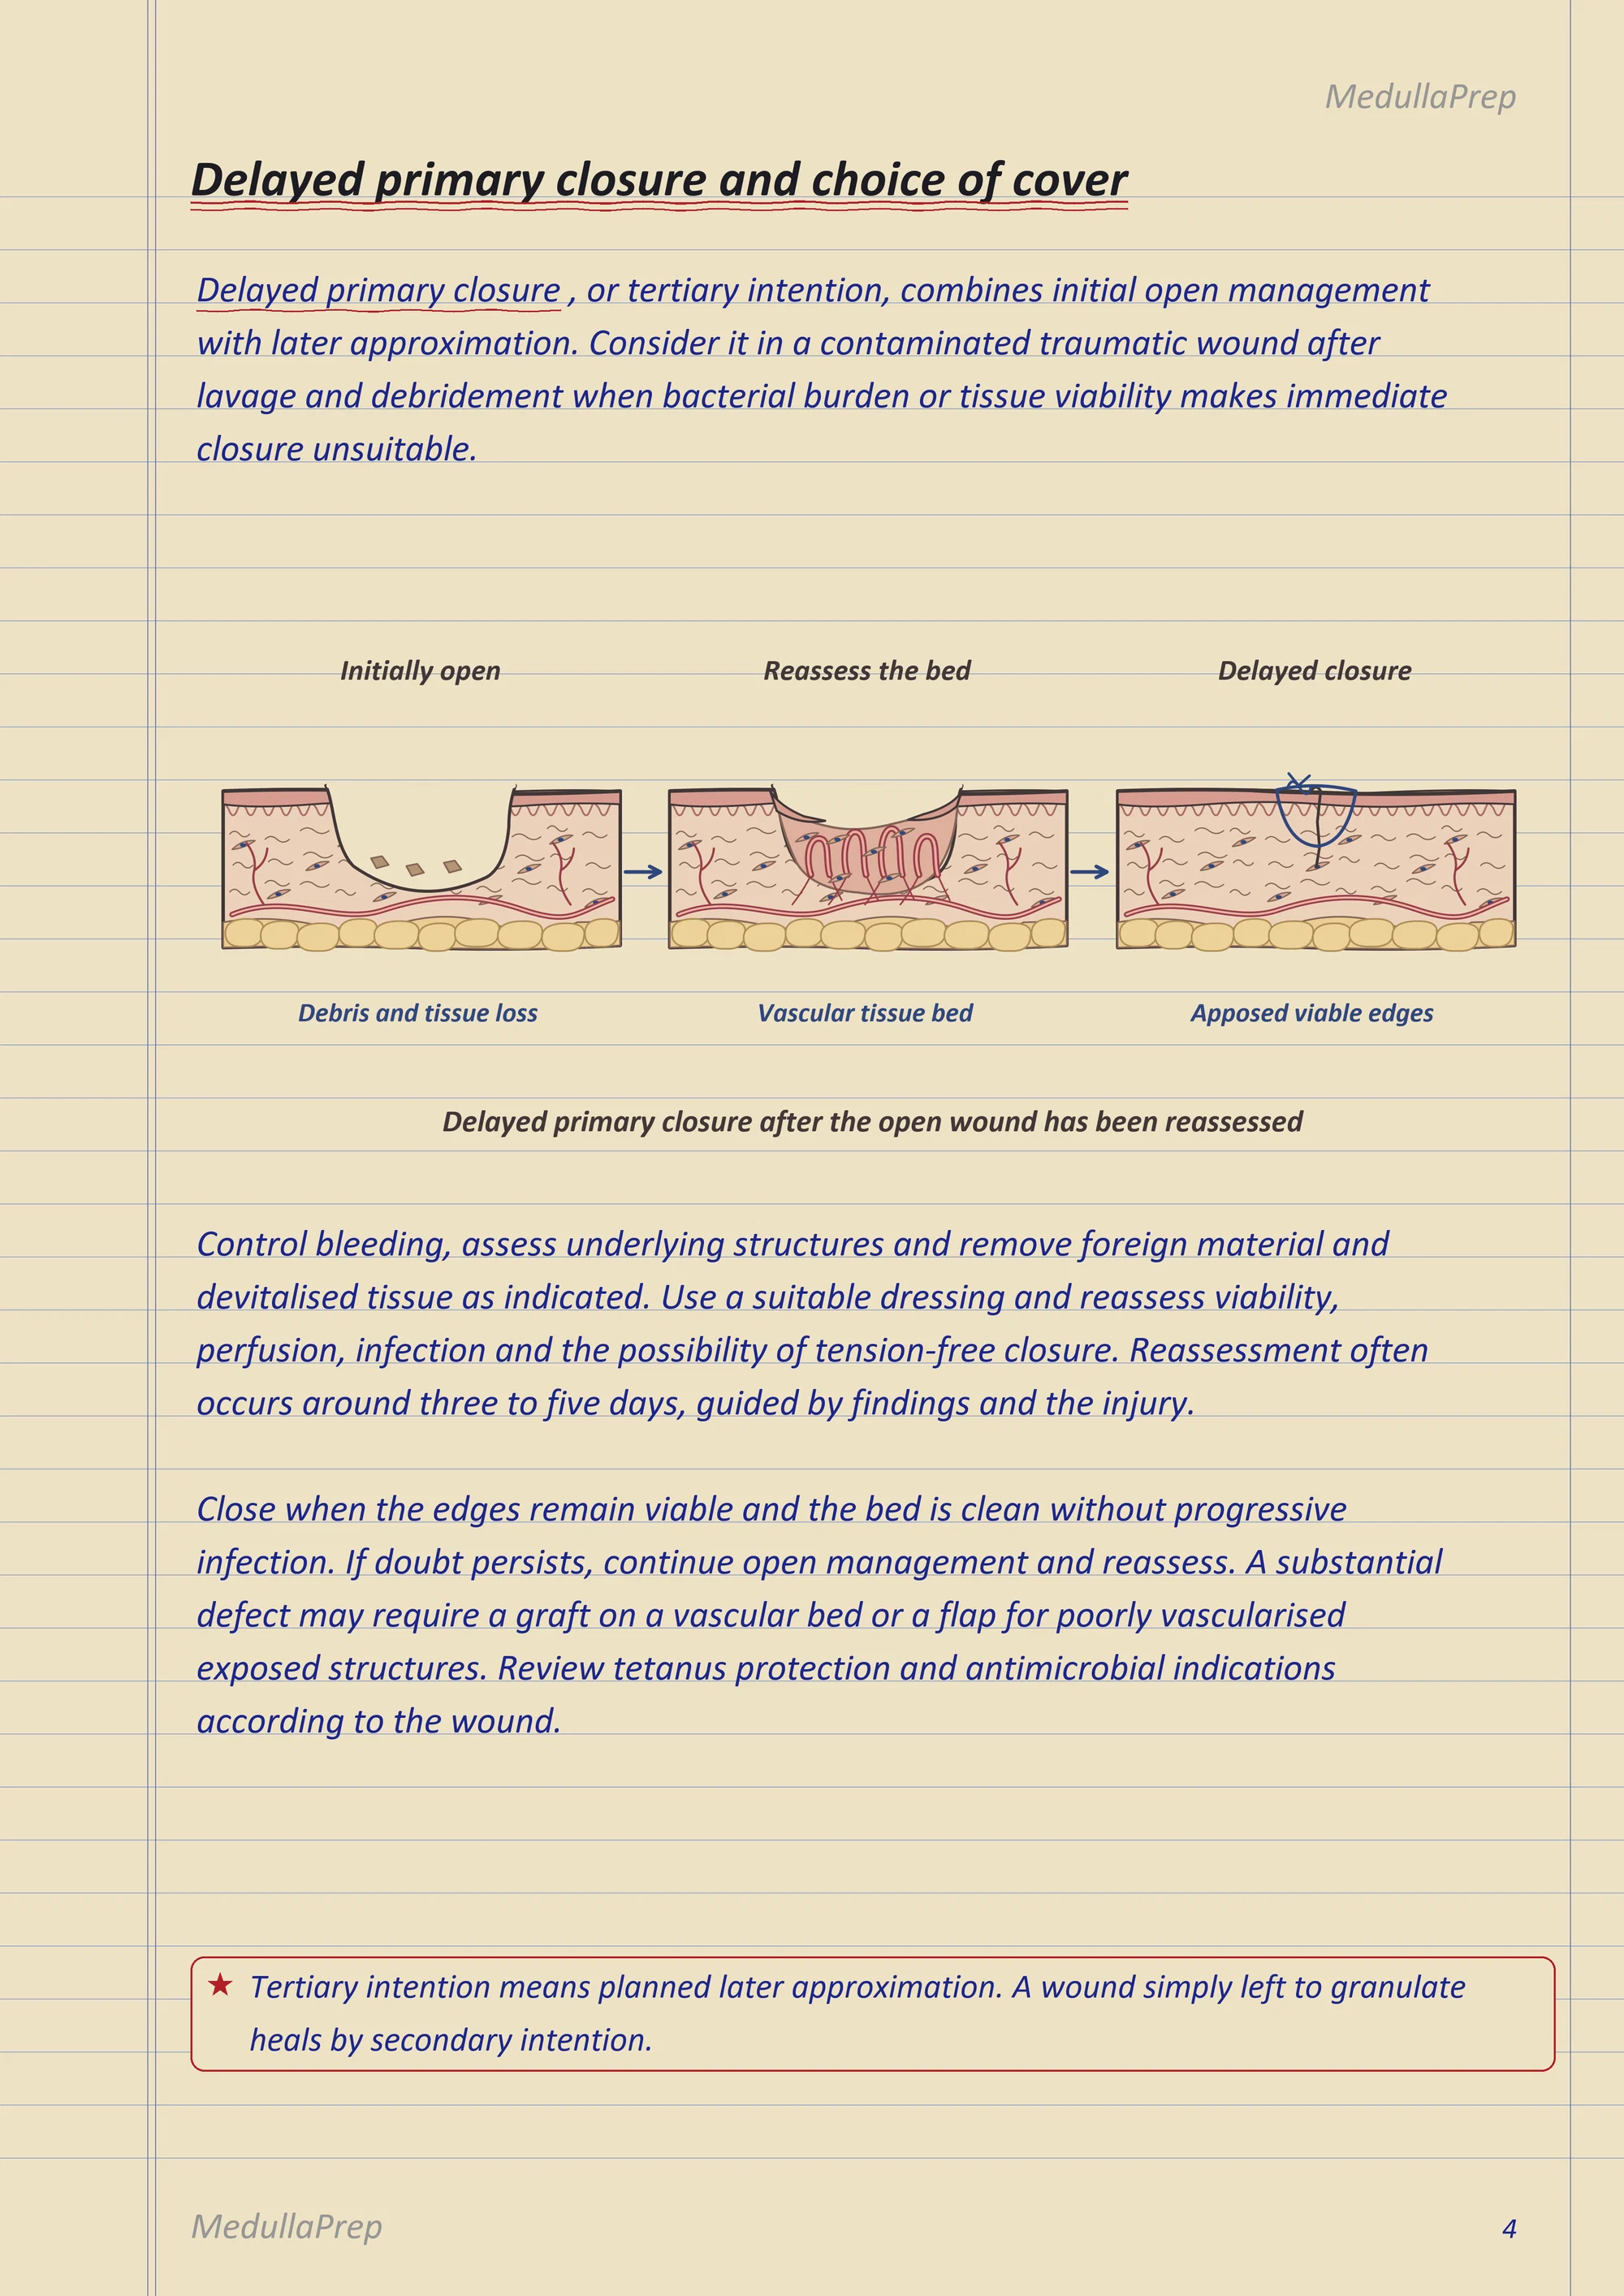 MedullaPrep
Delayed primary closure and choice of cover
Delayed primary closure , or tertiary intention, combines initial open management
with later approximation. Consider it in a contaminated traumatic wound after
lavage and debridement when bacterial burden or tissue viability makes immediate
closure unsuitable.
Initially open
Reassess the bed
Delayed closure
Debris and tissue loss
Vascular tissue bed
Apposed viable edges
Delayed primary closure after the open wound has been reassessed
Control bleeding, assess underlying structures and remove foreign material and
devitalised tissue as indicated. Use a suitable dressing and reassess viability,
perfusion, infection and the possibility of tension-free closure. Reassessment often
occurs around three to five days, guided by findings and the injury.
Close when the edges remain viable and the bed is clean without progressive
infection. If doubt persists, continue open management and reassess. A substantial
defect may require a graft on a vascular bed or a flap for poorly vascularised
exposed structures. Review tetanus protection and antimicrobial indications
according to the wound.
★ Tertiary intention means planned later approximation. A wound simply left to granulate
heals by secondary intention.
MedullaPrep
4